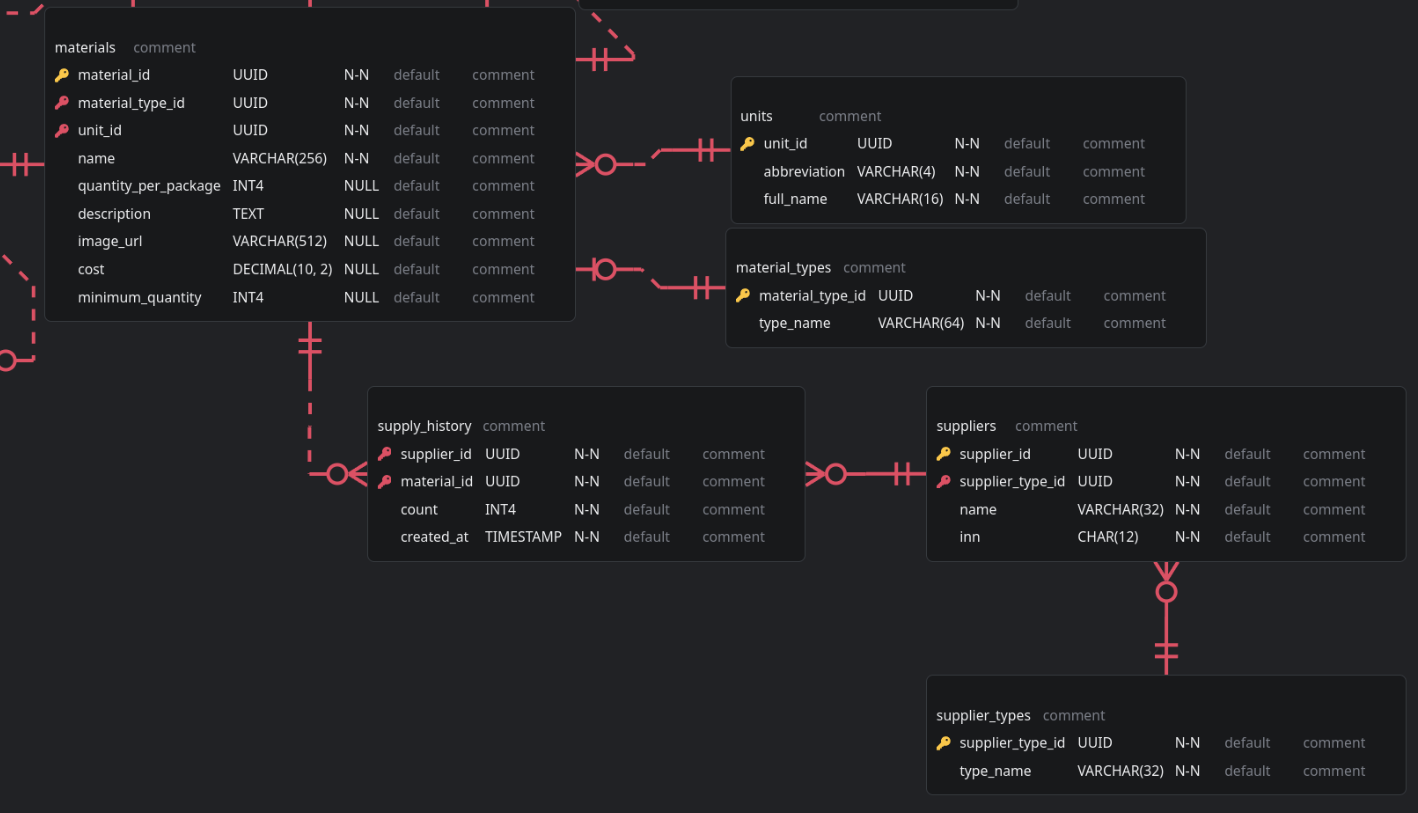 materials comment
material_id UUID N-N default comment
material_type_id UUID N-N default comment
unit_id UUID N-N default comment
name VARCHAR(256) N-N default comment
quantity_per_package INT4 NULL default comment
description TEXT NULL default comment
image_url VARCHAR(512) NULL default comment
cost DECIMAL(10, 2) NULL default comment
minimum_quantity INT4 NULL default comment
units comment
unit_id UUID N-N default comment
abbreviation VARCHAR(4) N-N default comment
full_name VARCHAR(16) N-N default comment
material_types comment
material_type_id UUID N-N default comment
type_name VARCHAR(64) N-N default comment
supply_history comment
supplier_id UUID N-N default comment
material_id UUID N-N default comment
count INT4 N-N default comment
created_at TIMESTAMP N-N default comment
suppliers comment
supplier_id UUID N-N default comment
supplier_type_id UUID N-N default comment
name VARCHAR(32) N-N default comment
inn CHAR(12) N-N default comment
supplier_types comment
supplier_type_id UUID N-N default comment
type_name VARCHAR(32) N-N default comment